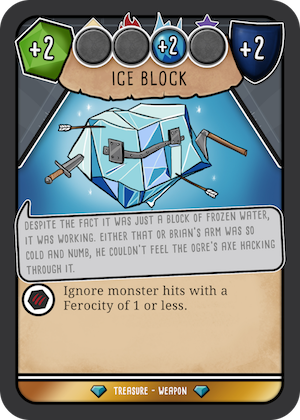 +2 +2 +2
ICE BLOCK
DESPITE THE FACT IT WAS JUST A BLOCK OF FROZEN WATER,
IT WAS WORKING. EITHER THAT OR BRIAN'S ARM WAS SO
COLD AND NUMB, HE COULDN'T FEEL THE OGRE'S AXE HACKING
THROUGH IT.
Ignore monster hits with a
Ferocity of 1 or less.
TREASURE - WEAPON